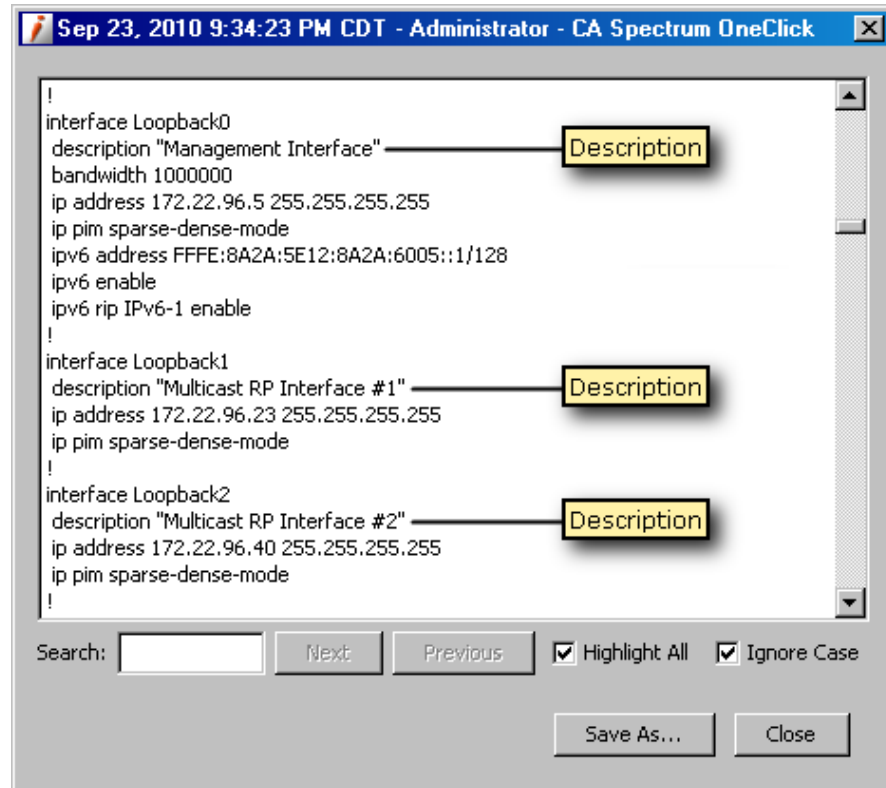 Sep 23, 2010 9:34:23 PM CDT - Administrator - CA Spectrum OneClick
!
interface Loopback0
description "Management Interface" Description
bandwidth 1000000
ip address 172.22.96.5 255.255.255.255
ip pim sparse-dense-mode
ipv6 address FFFE:8A2A:5E12:8A2A:6005::1/128
ipv6 enable
ipv6 rip IPv6-1 enable
!
interface Loopback1
description "Multicast RP Interface #1" Description
ip address 172.22.96.23 255.255.255.255
ip pim sparse-dense-mode
!
interface Loopback2
description "Multicast RP Interface #2" Description
ip address 172.22.96.40 255.255.255.255
ip pim sparse-dense-mode
!
Search: Next Previous Highlight All Ignore Case
Save As... Close